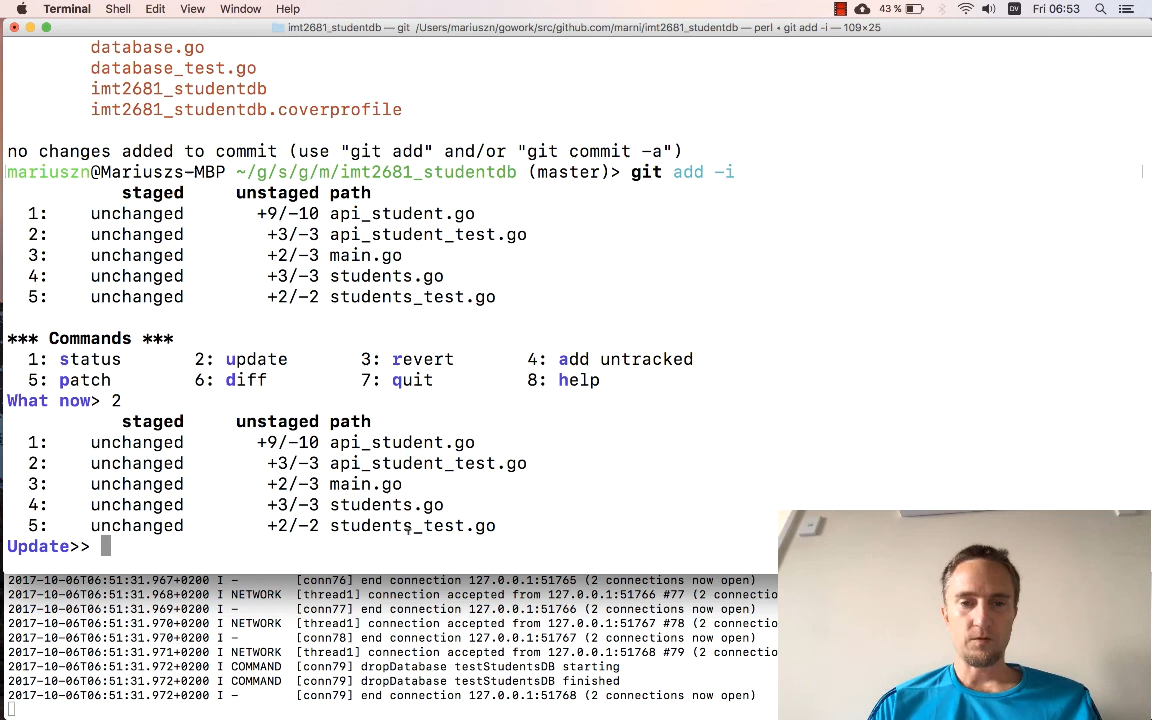 Terminal Shell Edit View Window Help 43 % DV Fri 06:53
imt2681_studentdb — git /Users/mariuszn/gowork/src/github.com/marni/imt2681_studentdb — perl ◂ git add -i — 109×25
database.go
database_test.go
imt2681_studentdb
imt2681_studentdb.coverprofile
no changes added to commit (use "git add" and/or "git commit -a")
mariuszn@Mariuszs-MBP ~/g/s/g/m/imt2681_studentdb (master)> git add -i
staged unstaged path
1: unchanged +9/-10 api_student.go
2: unchanged +3/-3 api_student_test.go
3: unchanged +2/-3 main.go
4: unchanged +3/-3 students.go
5: unchanged +2/-2 students_test.go
*** Commands ***
1: status 2: update 3: revert 4: add untracked
5: patch 6: diff 7: quit 8: help
What now> 2
staged unstaged path
1: unchanged +9/-10 api_student.go
2: unchanged +3/-3 api_student_test.go
3: unchanged +2/-3 main.go
4: unchanged +3/-3 students.go
5: unchanged +2/-2 students_test.go
Update>>
2017-10-06T06:51:31.967+0200 I - [conn76] end connection 127.0.0.1:51765 (2 connections now open)
2017-10-06T06:51:31.968+0200 I NETWORK [thread1] connection accepted from 127.0.0.1:51766 #77 (2 connectio
2017-10-06T06:51:31.969+0200 I - [conn77] end connection 127.0.0.1:51766 (2 connections now open)
2017-10-06T06:51:31.970+0200 I NETWORK [thread1] connection accepted from 127.0.0.1:51767 #78 (2 connectio
2017-10-06T06:51:31.970+0200 I - [conn78] end connection 127.0.0.1:51767 (2 connections now open)
2017-10-06T06:51:31.971+0200 I NETWORK [thread1] connection accepted from 127.0.0.1:51768 #79 (2 connectio
2017-10-06T06:51:31.972+0200 I COMMAND [conn79] dropDatabase testStudentsDB starting
2017-10-06T06:51:31.972+0200 I COMMAND [conn79] dropDatabase testStudentsDB finished
2017-10-06T06:51:31.972+0200 I - [conn79] end connection 127.0.0.1:51768 (2 connections now open)